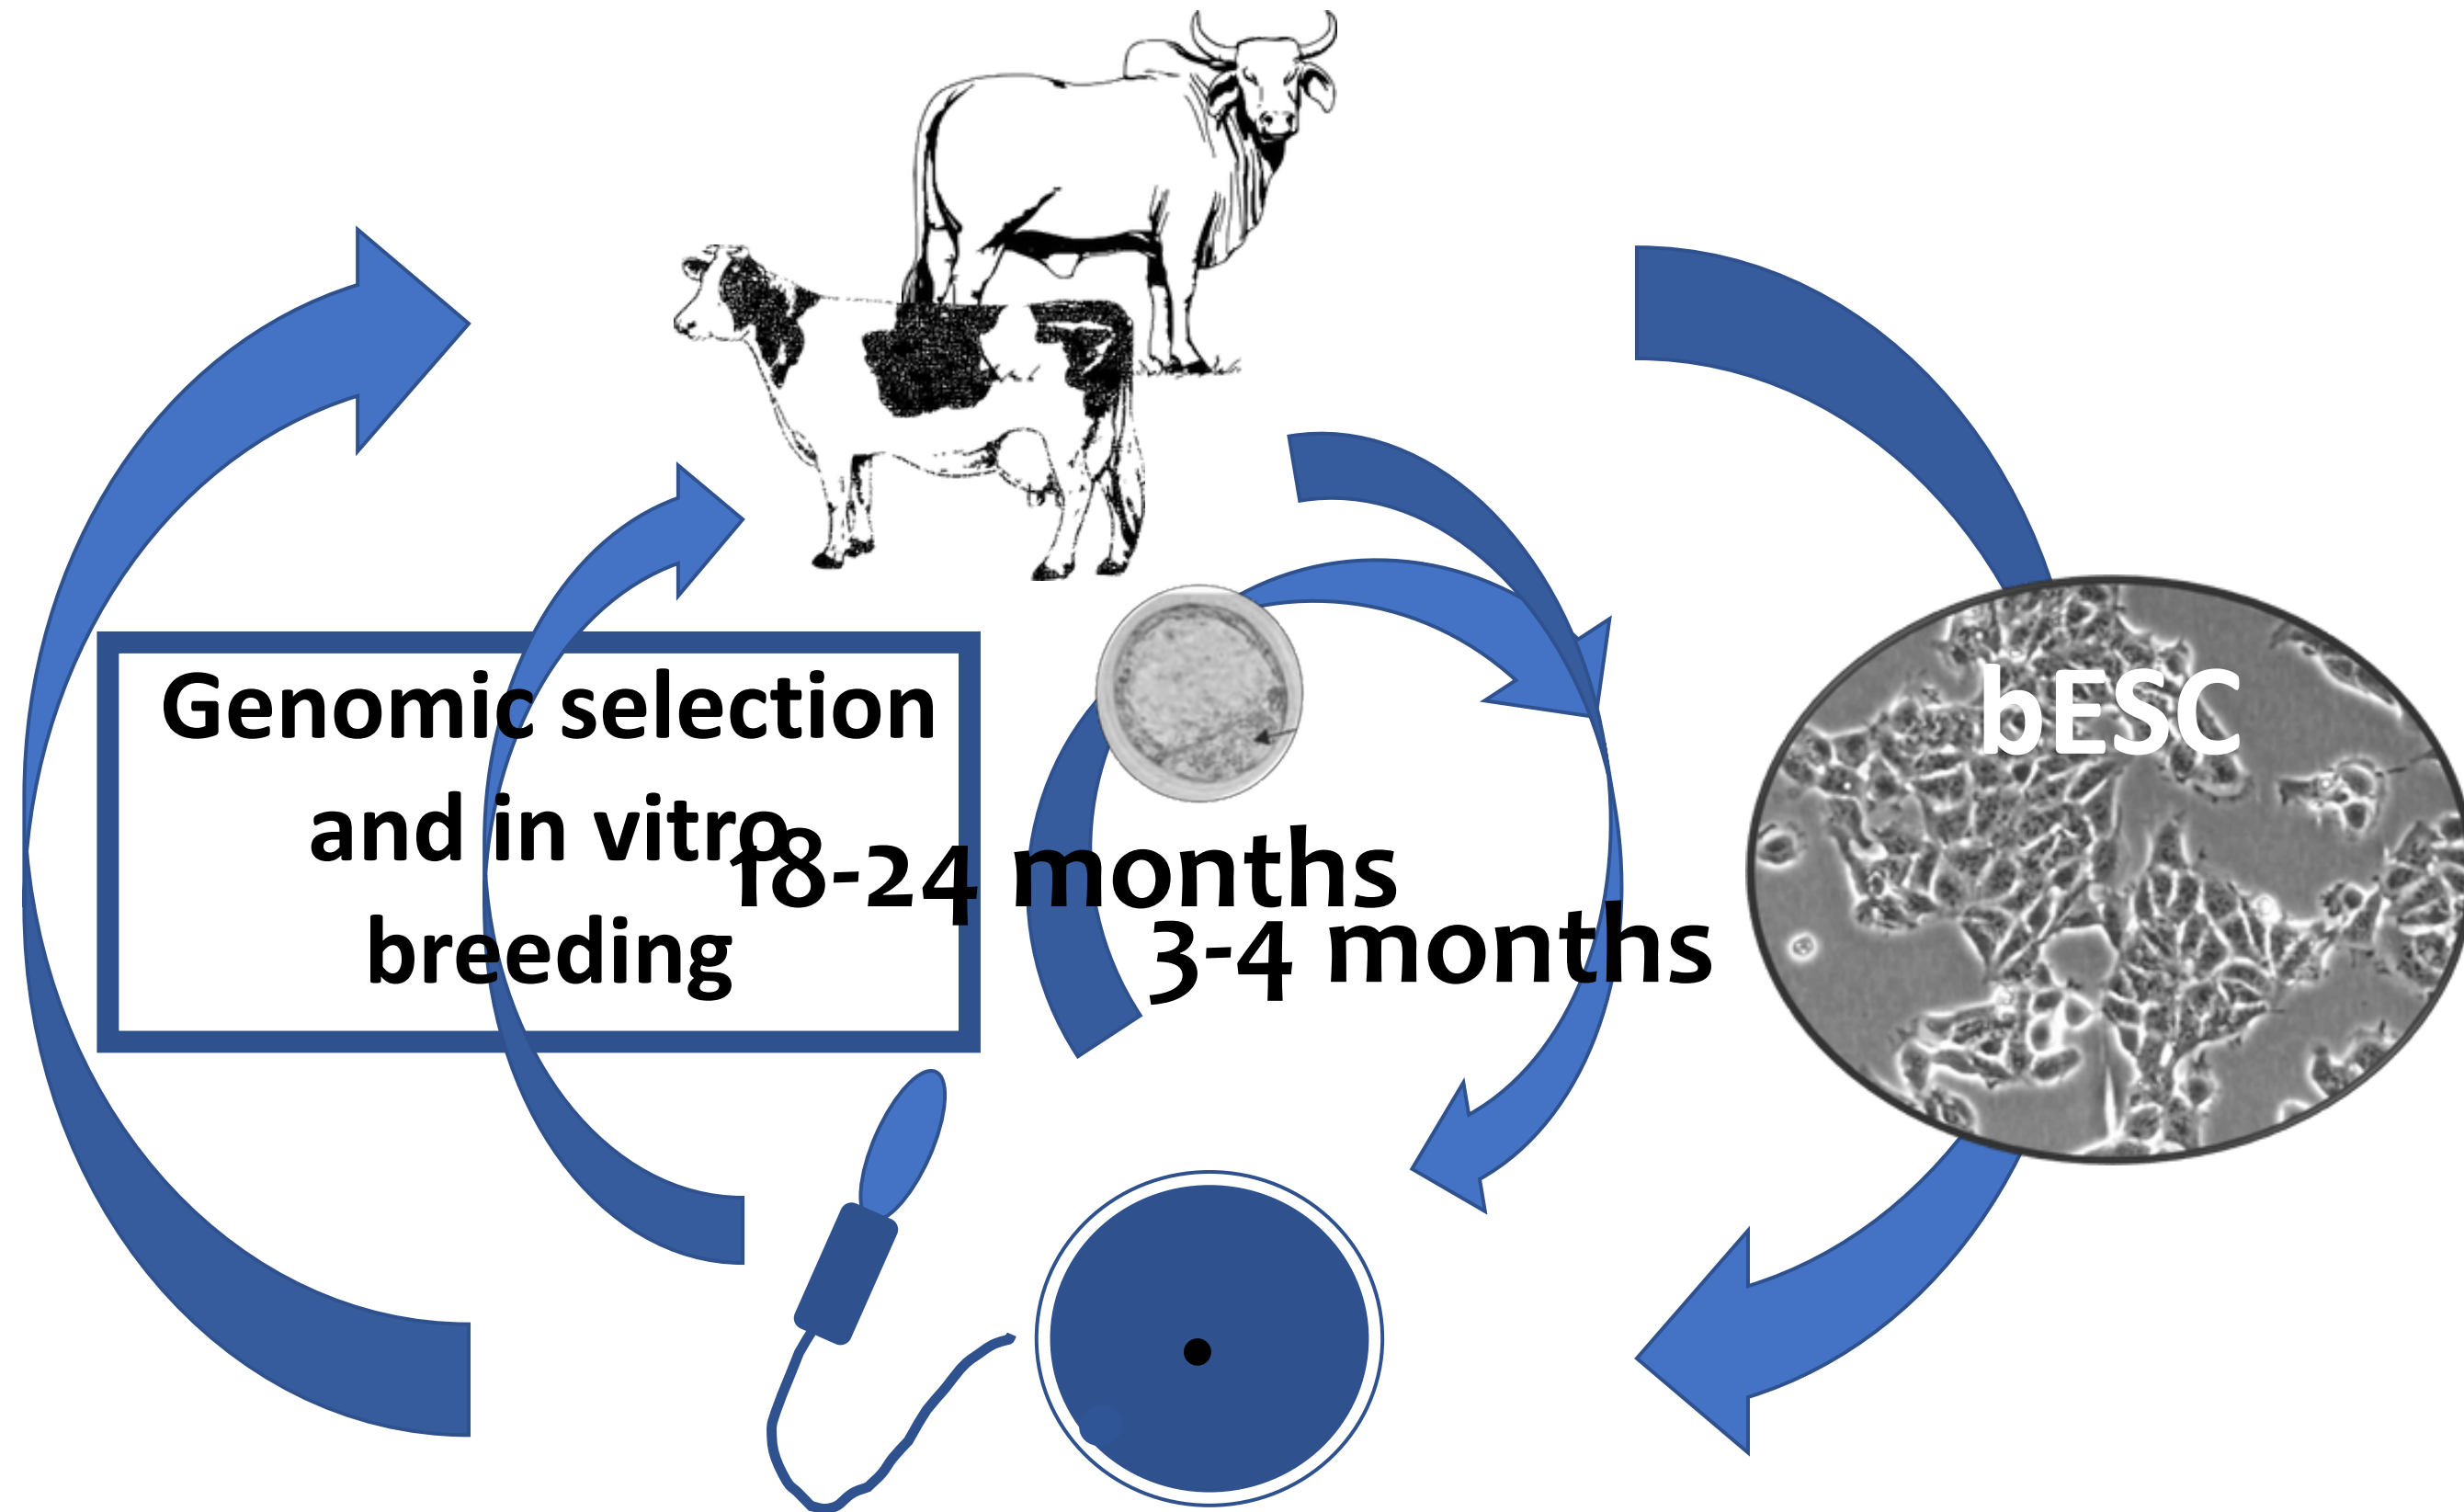 Genomic selection
and in vitro
breeding
18-24 months
3-4 months
bESC